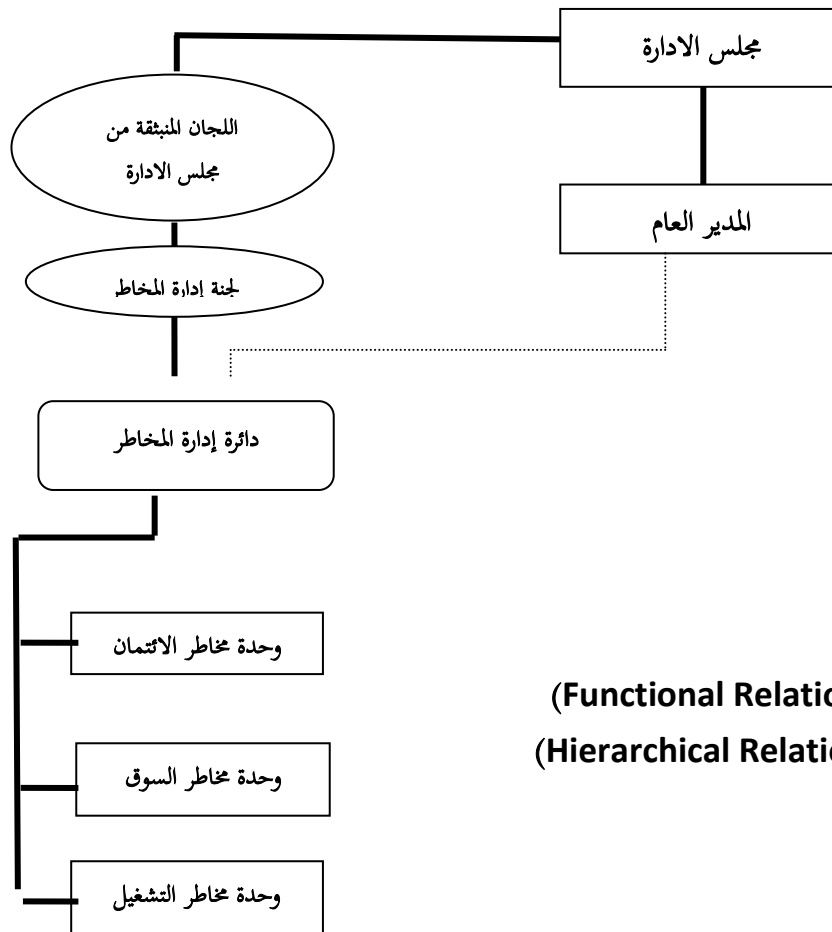 مجلس الادارة
اللجان المنبثقة من
مجلس الادارة
المدير العام
لجنة إدارة المخاطر
دائرة إدارة المخاطر
وحدة مخاطر الائتمان
(Functional Relatio
(Hierarchical Relatio
وحدة مخاطر السوق
وحدة مخاطر التشغيل